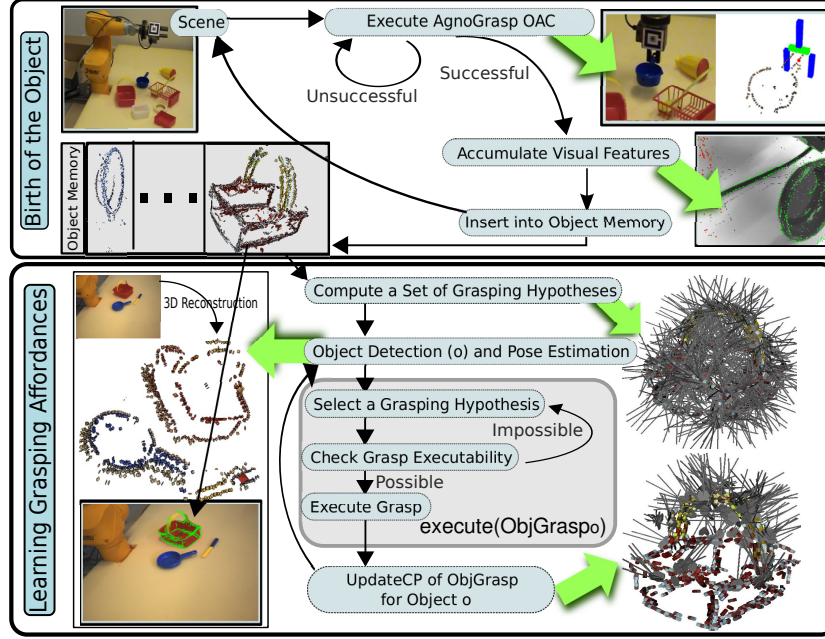 Birth of the Object
Scene
Execute AgnoGrasp OAC
Successful
Unsuccessful
Accumulate Visual Features
Object Memory
Insert into Object Memory
Learning Grasping Affordances
3D Reconstruction
Compute a Set of Grasping Hypotheses
Object Detection (o) and Pose Estimation
Select a Grasping Hypothesis
Impossible
Check Grasp Executability
Possible
Execute Grasp
execute(ObjGraspo)
UpdateCP of ObjGrasp
for Object o